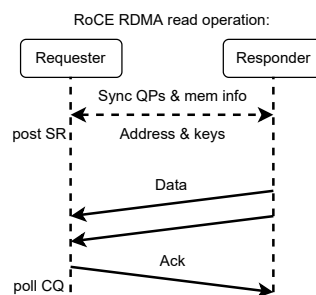 RoCE RDMA read operation:
Requester Responder
Sync QPs & mem info
post SR Address & keys
Data
Ack
poll CQ